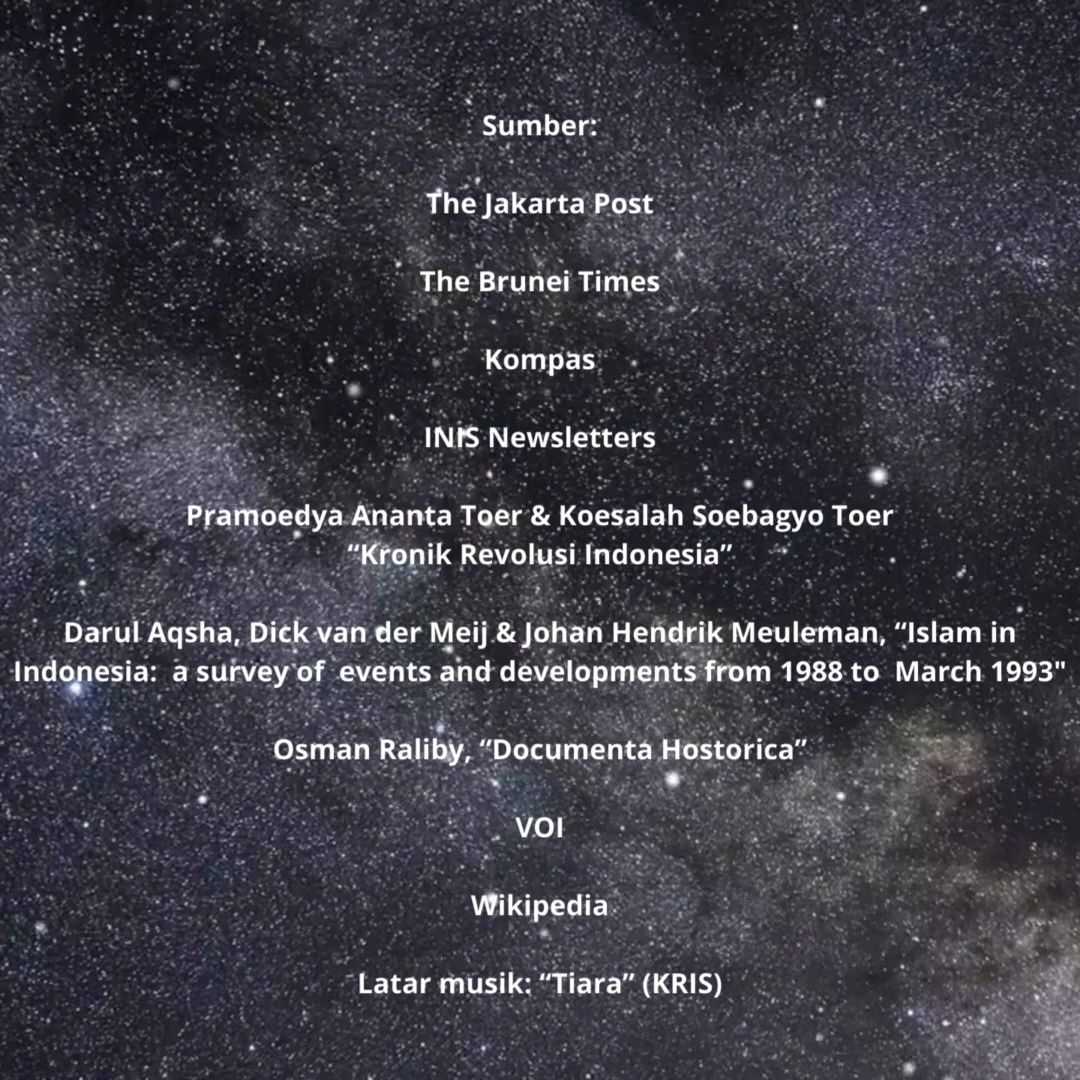 Sumber:
The Jakarta Post
The Brunei Times
Kompas
INIS Newsletters
Pramoedya Ananta Toer & Koesalah Soebagyo Toer
“Kronik Revolusi Indonesia”
Darul Aqsha, Dick van der Meij & Johan Hendrik Meuleman, “Islam in
Indonesia:  a survey of  events and developments from 1988 to  March 1993"
Osman Raliby, “Documenta Hostorica”
VOI
Wikipedia
Latar musik: “Tiara” (KRIS)